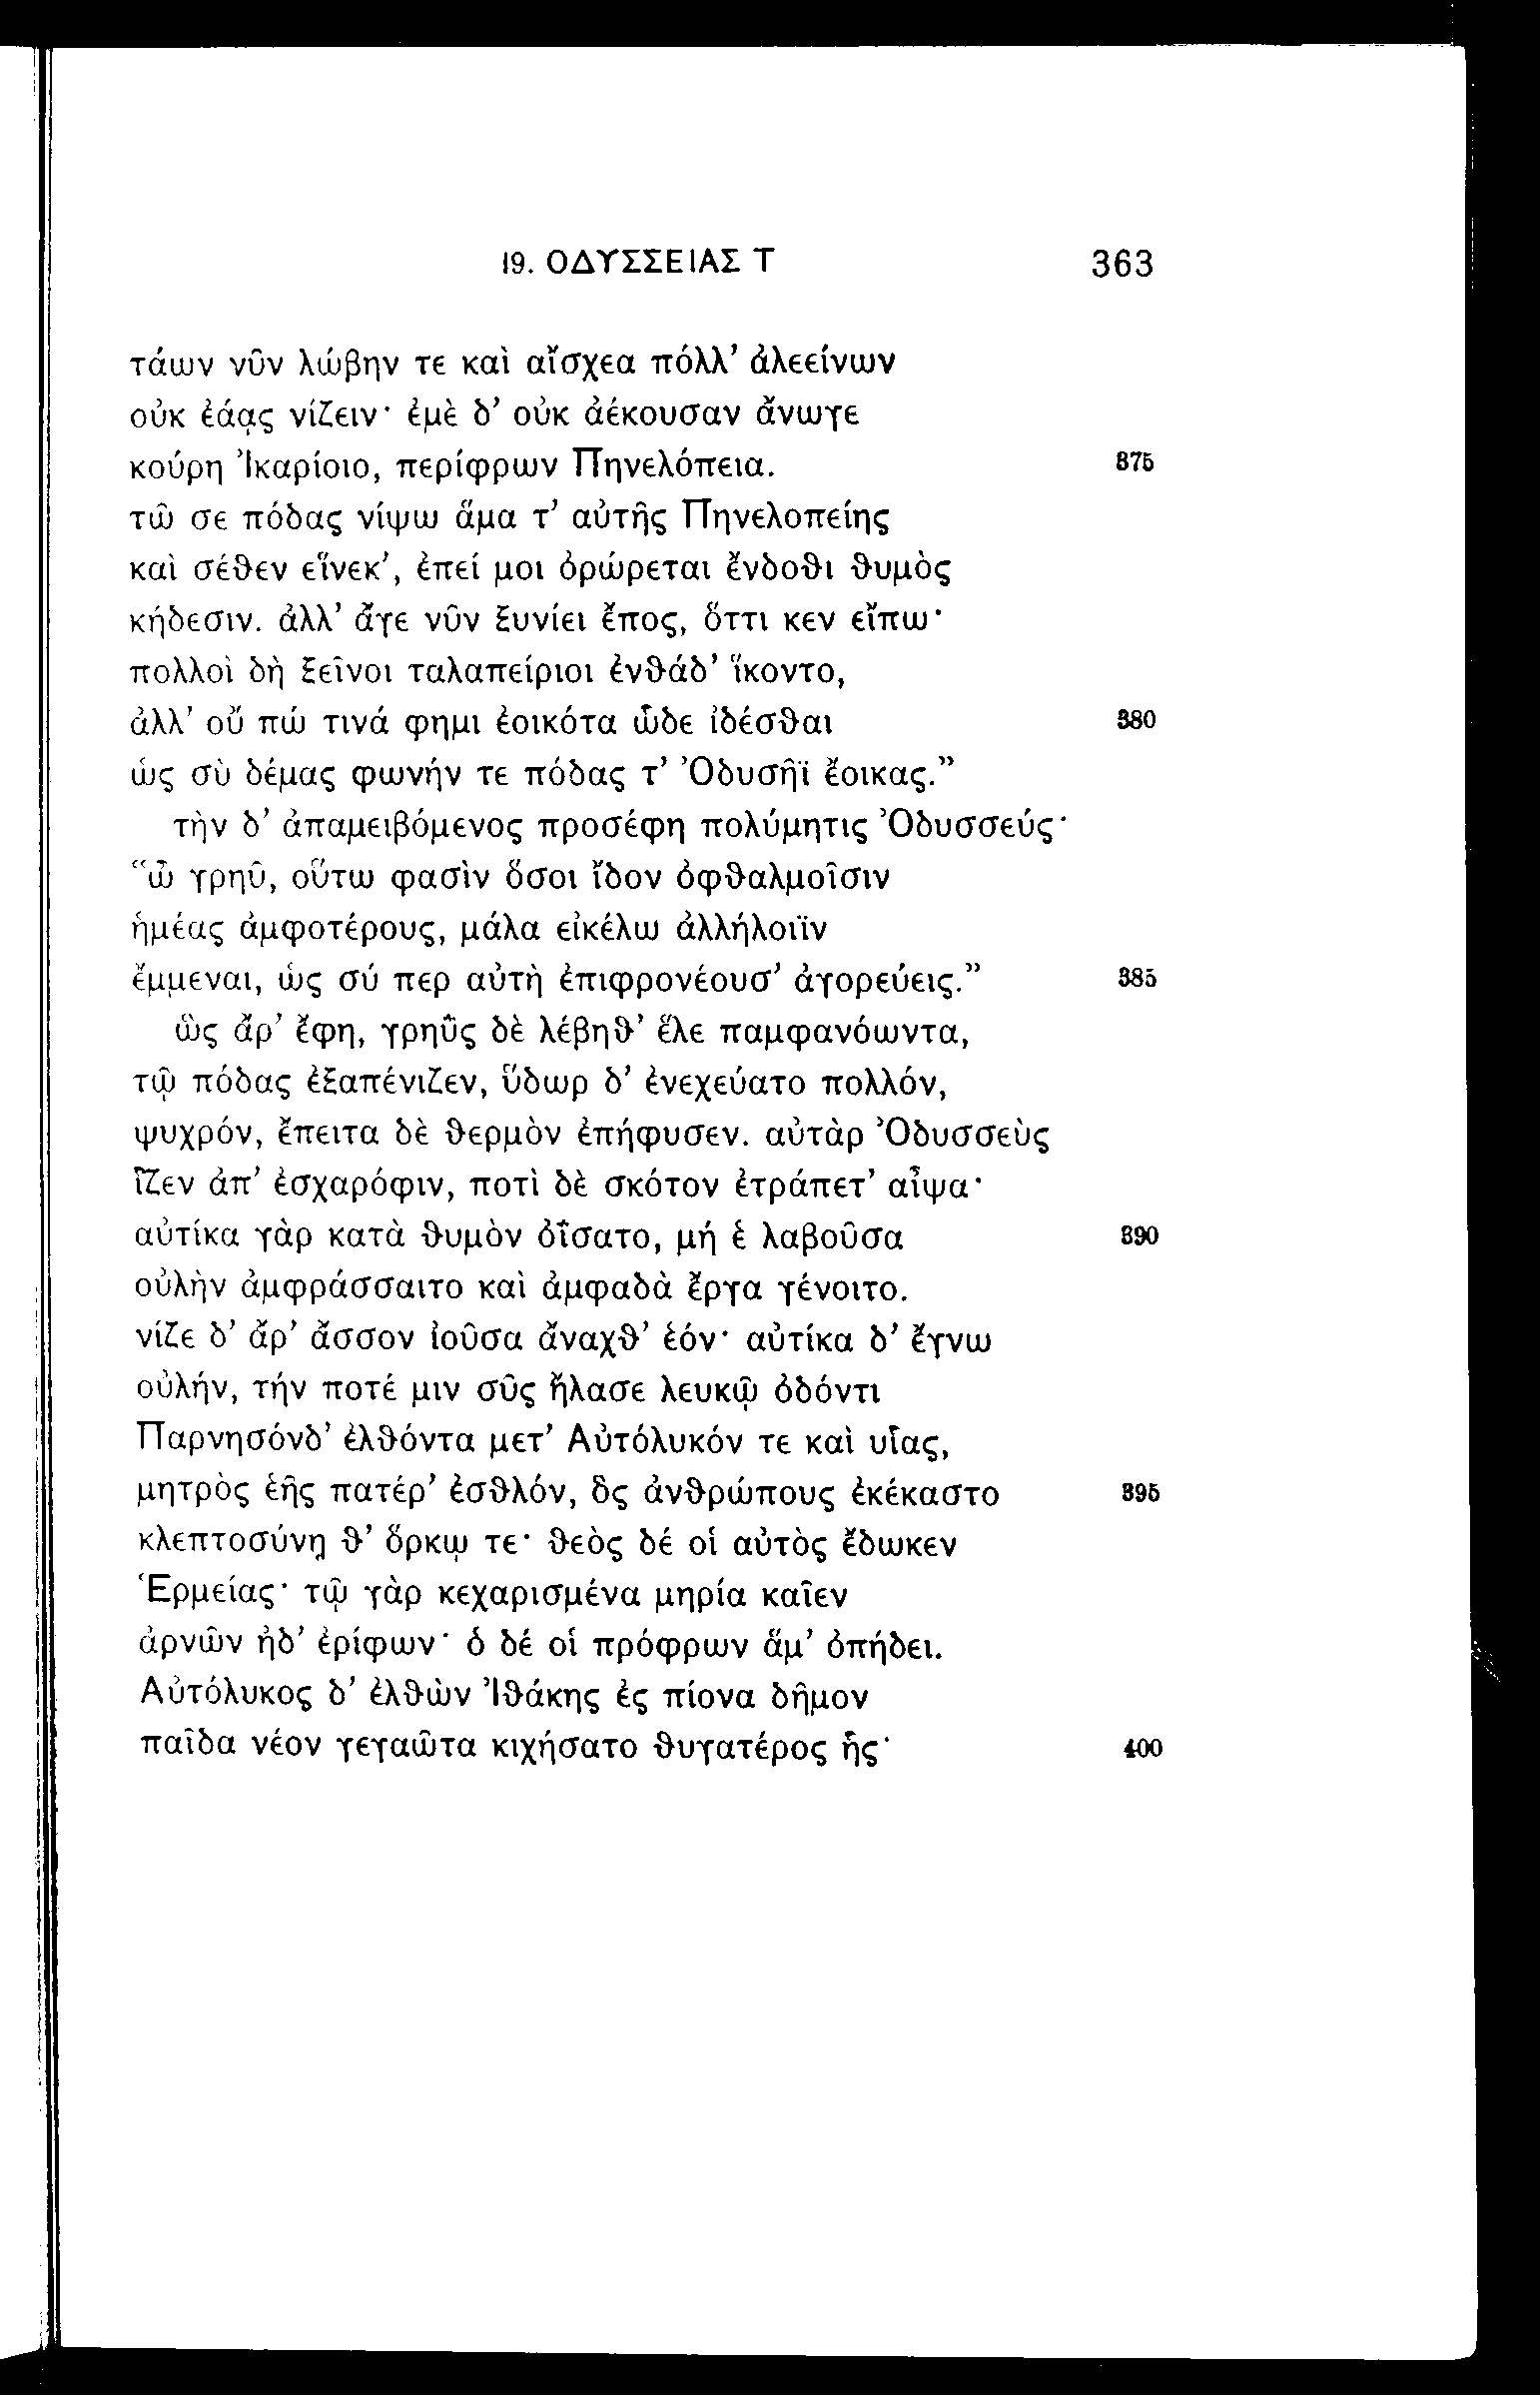 19. ΟΔΥΣΣΕΙΑΣ Τ 363
τάων νῦν λώβην τε καὶ αἴσχεα πόλλ’ ἀλεείνων
οὐκ ἐάᾳς νίζειν· ἐμὲ δ’ οὐκ ἀέκουσαν ἄνωγε
κούρη Ἰκαρίοιο, περίφρων Πηνελόπεια. 375
τῶ σε πόδας νίψω ἅμα τ’ αὐτῆς Πηνελοπείης
καὶ σέθεν εἵνεκ’, ἐπεί μοι ὀρώρεται ἔνδοθι θυμὸς
κήδεσιν. ἀλλ’ ἄγε νῦν ξυνίει ἔπος, ὅττι κεν εἴπω·
πολλοὶ δὴ ξεῖνοι ταλαπείριοι ἐνθάδ’ ἵκοντο,
ἀλλ’ οὔ πώ τινά φημι ἐοικότα ὧδε ἰδέσθαι 380
ὡς σὺ δέμας φωνήν τε πόδας τ’ Ὀδυσῆϊ ἔοικας.”
τὴν δ’ ἀπαμειβόμενος προσέφη πολύμητις Ὀδυσσεύς·
“ὦ γρηῦ, οὕτω φασὶν ὅσοι ἴδον ὀφθαλμοῖσιν
ἡμέας ἀμφοτέρους, μάλα εἰκέλω ἀλλήλοιϊν
ἔμμεναι, ὡς σύ περ αὐτὴ ἐπιφρονέουσ’ ἀγορεύεις.” 385
ὣς ἄρ’ ἔφη, γρηῢς δὲ λέβηθ’ ἕλε παμφανόωντα,
τῷ πόδας ἐξαπένιζεν, ὕδωρ δ’ ἐνεχεύατο πολλόν,
ψυχρόν, ἔπειτα δὲ θερμὸν ἐπήφυσεν. αὐτὰρ Ὀδυσσεὺς
ἷζεν ἀπ’ ἐσχαρόφιν, ποτὶ δὲ σκότον ἐτράπετ’ αἶψα·
αὐτίκα γὰρ κατὰ θυμὸν ὀΐσατο, μή ἑ λαβοῦσα 390
οὐλὴν ἀμφράσσαιτο καὶ ἀμφαδὰ ἔργα γένοιτο.
νίζε δ’ ἄρ’ ἄσσον ἰοῦσα ἄναχθ’ ἑόν· αὐτίκα δ’ ἔγνω
οὐλήν, τήν ποτέ μιν σῦς ἤλασε λευκῷ ὀδόντι
Παρνησόνδ’ ἐλθόντα μετ’ Αὐτόλυκόν τε καὶ υἷας,
μητρὸς ἑῆς πατέρ’ ἐσθλόν, ὃς ἀνθρώπους ἐκέκαστο 395
κλεπτοσύνῃ θ’ ὅρκῳ τε· θεὸς δέ οἱ αὐτὸς ἔδωκεν
Ἑρμείας· τῷ γὰρ κεχαρισμένα μηρία καῖεν
ἀρνῶν ἠδ’ ἐρίφων· ὁ δέ οἱ πρόφρων ἅμ’ ὀπήδει.
Αὐτόλυκος δ’ ἐλθὼν Ἰθάκης ἐς πίονα δῆμον
παῖδα νέον γεγαῶτα κιχήσατο θυγατέρος ἧς· 400